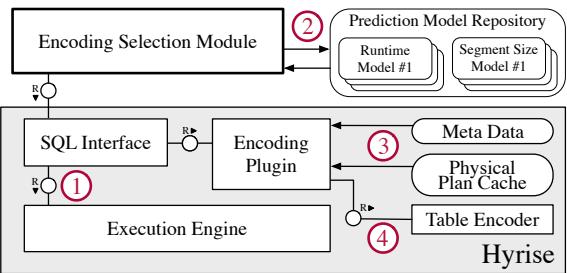 Encoding Selection Module
2
Prediction Model Repository
Runtime
Model #1
Segment Size
Model #1
R
SQL Interface
R
Encoding
Plugin
3
Meta Data
Physical
Plan Cache
R
1
R
Execution Engine
4
Table Encoder
Hyrise